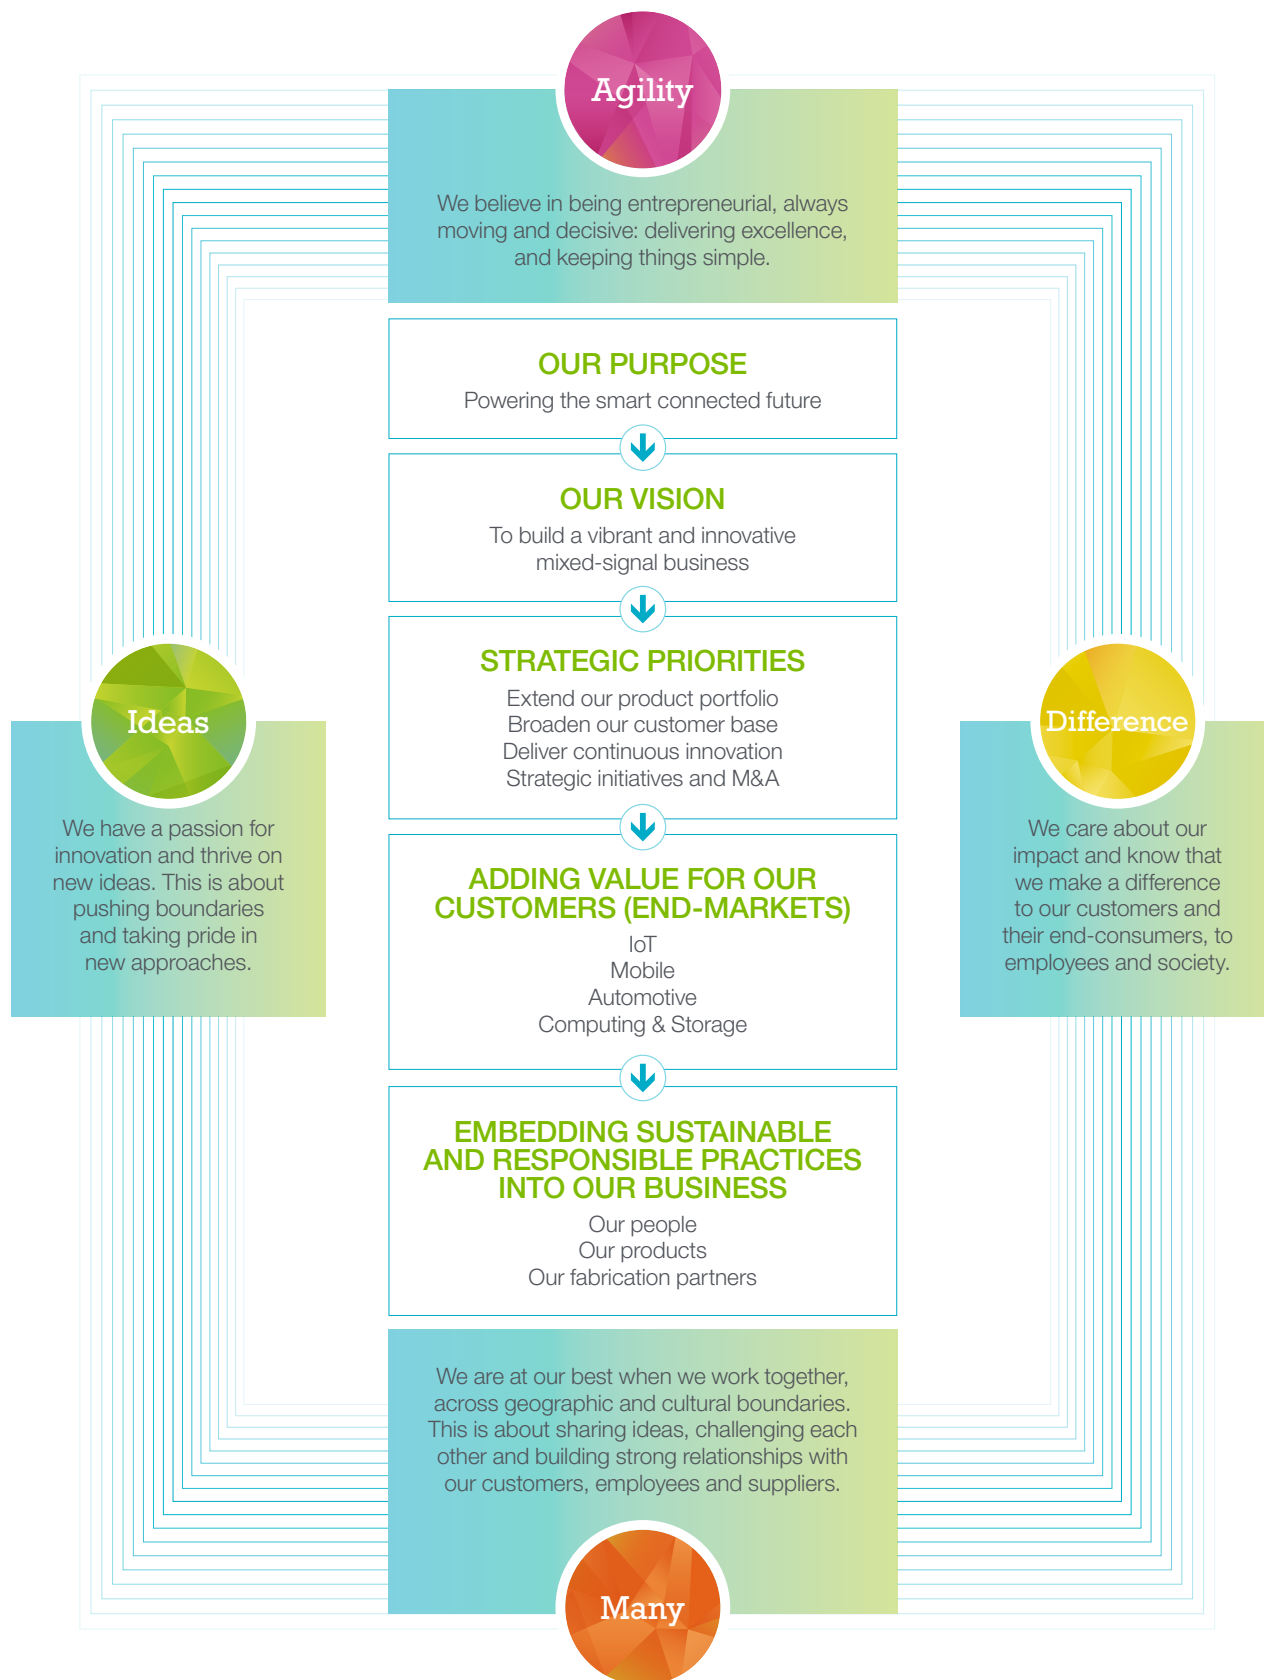 Agility
We believe in being entrepreneurial, always
moving and decisive: delivering excellence,
and keeping things simple.
OUR PURPOSE
Powering the smart connected future
OUR VISION
To build a vibrant and innovative
mixed-signal business
STRATEGIC PRIORITIES
Extend our product portfolio
Broaden our customer base
Deliver continuous innovation
Strategic initiatives and M&A
Ideas
We have a passion for
innovation and thrive on
new ideas. This is about
pushing boundaries
and taking pride in
new approaches.
Difference
We care about our
impact and know that
we make a difference
to our customers and
their end-consumers, to
employees and society.
ADDING VALUE FOR OUR
CUSTOMERS (END-MARKETS)
IoT
Mobile
Automotive
Computing & Storage
EMBEDDING SUSTAINABLE
AND RESPONSIBLE PRACTICES
INTO OUR BUSINESS
Our people
Our products
Our fabrication partners
We are at our best when we work together,
across geographic and cultural boundaries.
This is about sharing ideas, challenging each
other and building strong relationships with
our customers, employees and suppliers.
Many